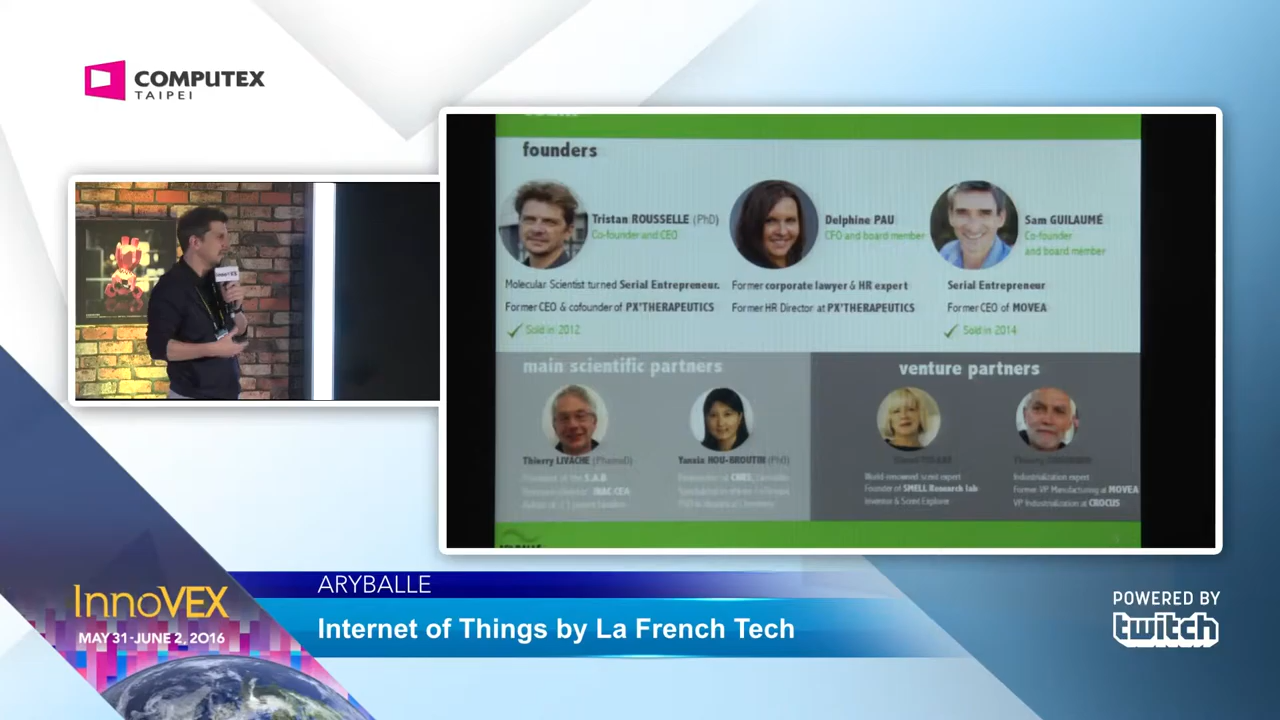 COMPUTEX
TAIPEI
founders
Tristan ROUSSELLE (PhD)
Co-founder and CEO
Molecular Scientist turned Serial Entrepreneur.
Former CEO & cofounder of PX'THERAPEUTICS
Sold in 2012
Delphine PAU
CFO and board member
Former corporate lawyer & HR expert
Former HR Director at PX'THERAPEUTICS
Sam GUILAUMÉ
Co-founder
and board member
Serial Entrepreneur
Former CEO of MOVEA
Sold in 2014
main scientific partners
Thierry LIVACHE (PharmD)
Yanxia HOU-BROUTIN (PhD)
venture partners
World-renowned scent expert
Founder of SMELL Research lab
Inventor & Scent Explorer
Industrialization expert
Former VP Manufacturing at MOVEA
VP Industrialization at CROCUS
InnoVEX
MAY 31-JUNE 2, 2016
ARYBALLE
Internet of Things by La French Tech
POWERED BY
twitch